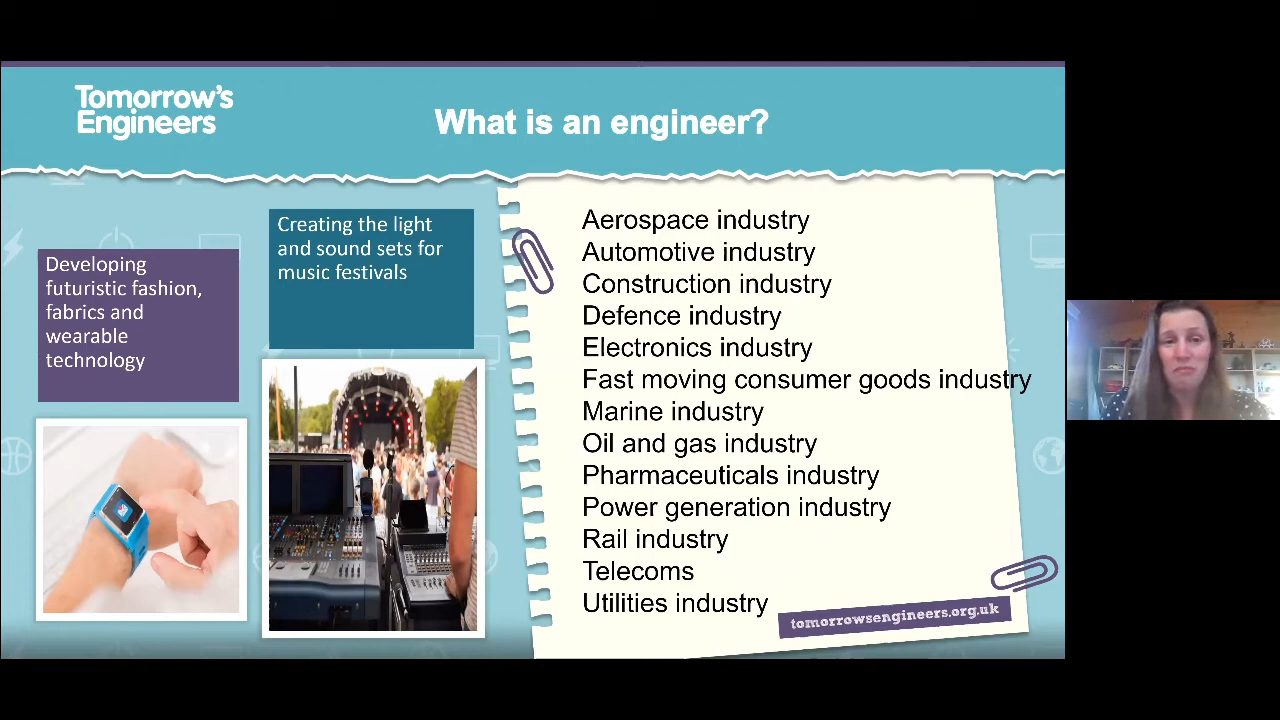 Tomorrow's
Engineers
What is an engineer?
Developing
futuristic fashion,
fabrics and
wearable
technology
Creating the light
and sound sets for
music festivals
Aerospace industry
Automotive industry
Construction industry
Defence industry
Electronics industry
Fast moving consumer goods industry
Marine industry
Oil and gas industry
Pharmaceuticals industry
Power generation industry
Rail industry
Telecoms
Utilities industry
tomorrowsengineers.org.uk